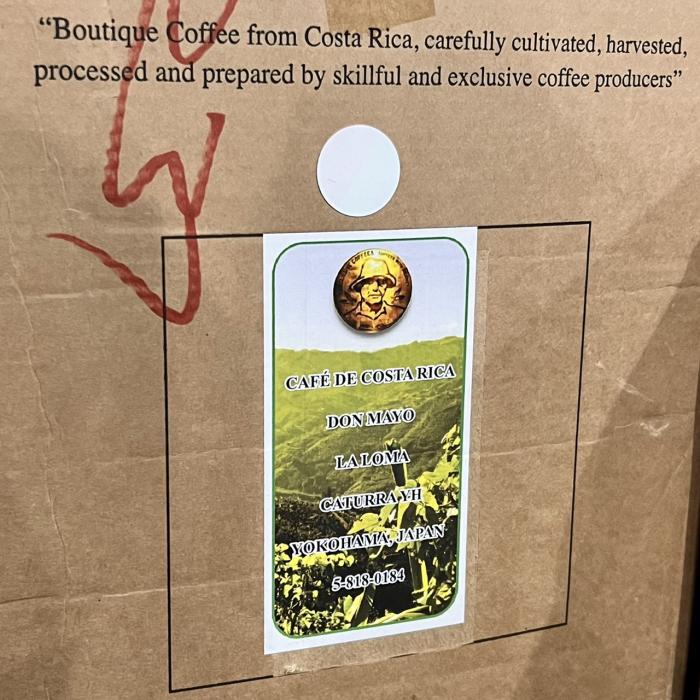 “Boutique Coffee from Costa Rica, carefully cultivated, harvested,
processed and prepared by skillful and exclusive coffee producers”
CAFÉ DE COSTA RICA
DON MAYO
LA LOMA
CATURRA YH
YOKOHAMA, JAPAN
5-818-0184